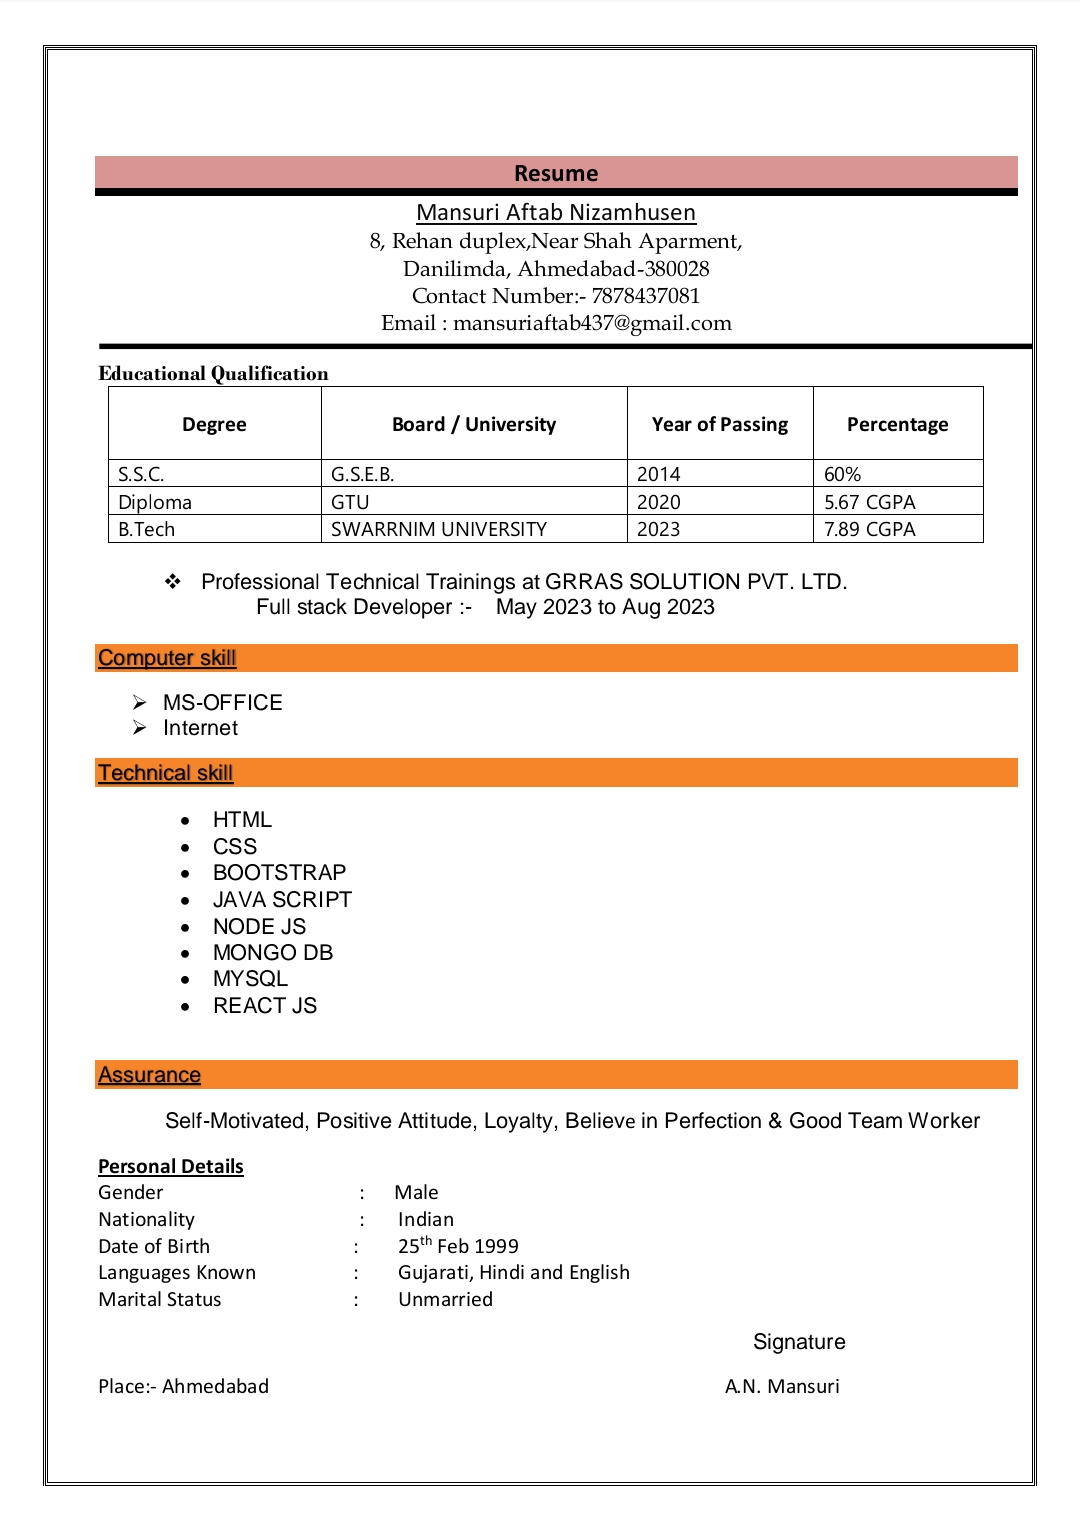 Resume
Mansuri Aftab Nizamhusen
8, Rehan duplex,Near Shah Aparment,
Danilimda, Ahmedabad-380028
Contact Number:- 7878437081
Email : mansuriaftab437@gmail.com
Educational Qualification
Degree Board / University Year of Passing Percentage
S.S.C. G.S.E.B. 2014 60%
Diploma GTU 2020 5.67 CGPA
B.Tech SWARRNIM UNIVERSITY 2023 7.89 CGPA
❖ Professional Technical Trainings at GRRAS SOLUTION PVT. LTD.
Full stack Developer :- May 2023 to Aug 2023
Computer skill
➢ MS-OFFICE
➢ Internet
Technical skill
• HTML
• CSS
• BOOTSTRAP
• JAVA SCRIPT
• NODE JS
• MONGO DB
• MYSQL
• REACT JS
Assurance
Self-Motivated, Positive Attitude, Loyalty, Believe in Perfection & Good Team Worker
Personal Details
Gender : Male
Nationality : Indian
Date of Birth : 25th Feb 1999
Languages Known : Gujarati, Hindi and English
Marital Status : Unmarried
Signature
Place:- Ahmedabad A.N. Mansuri